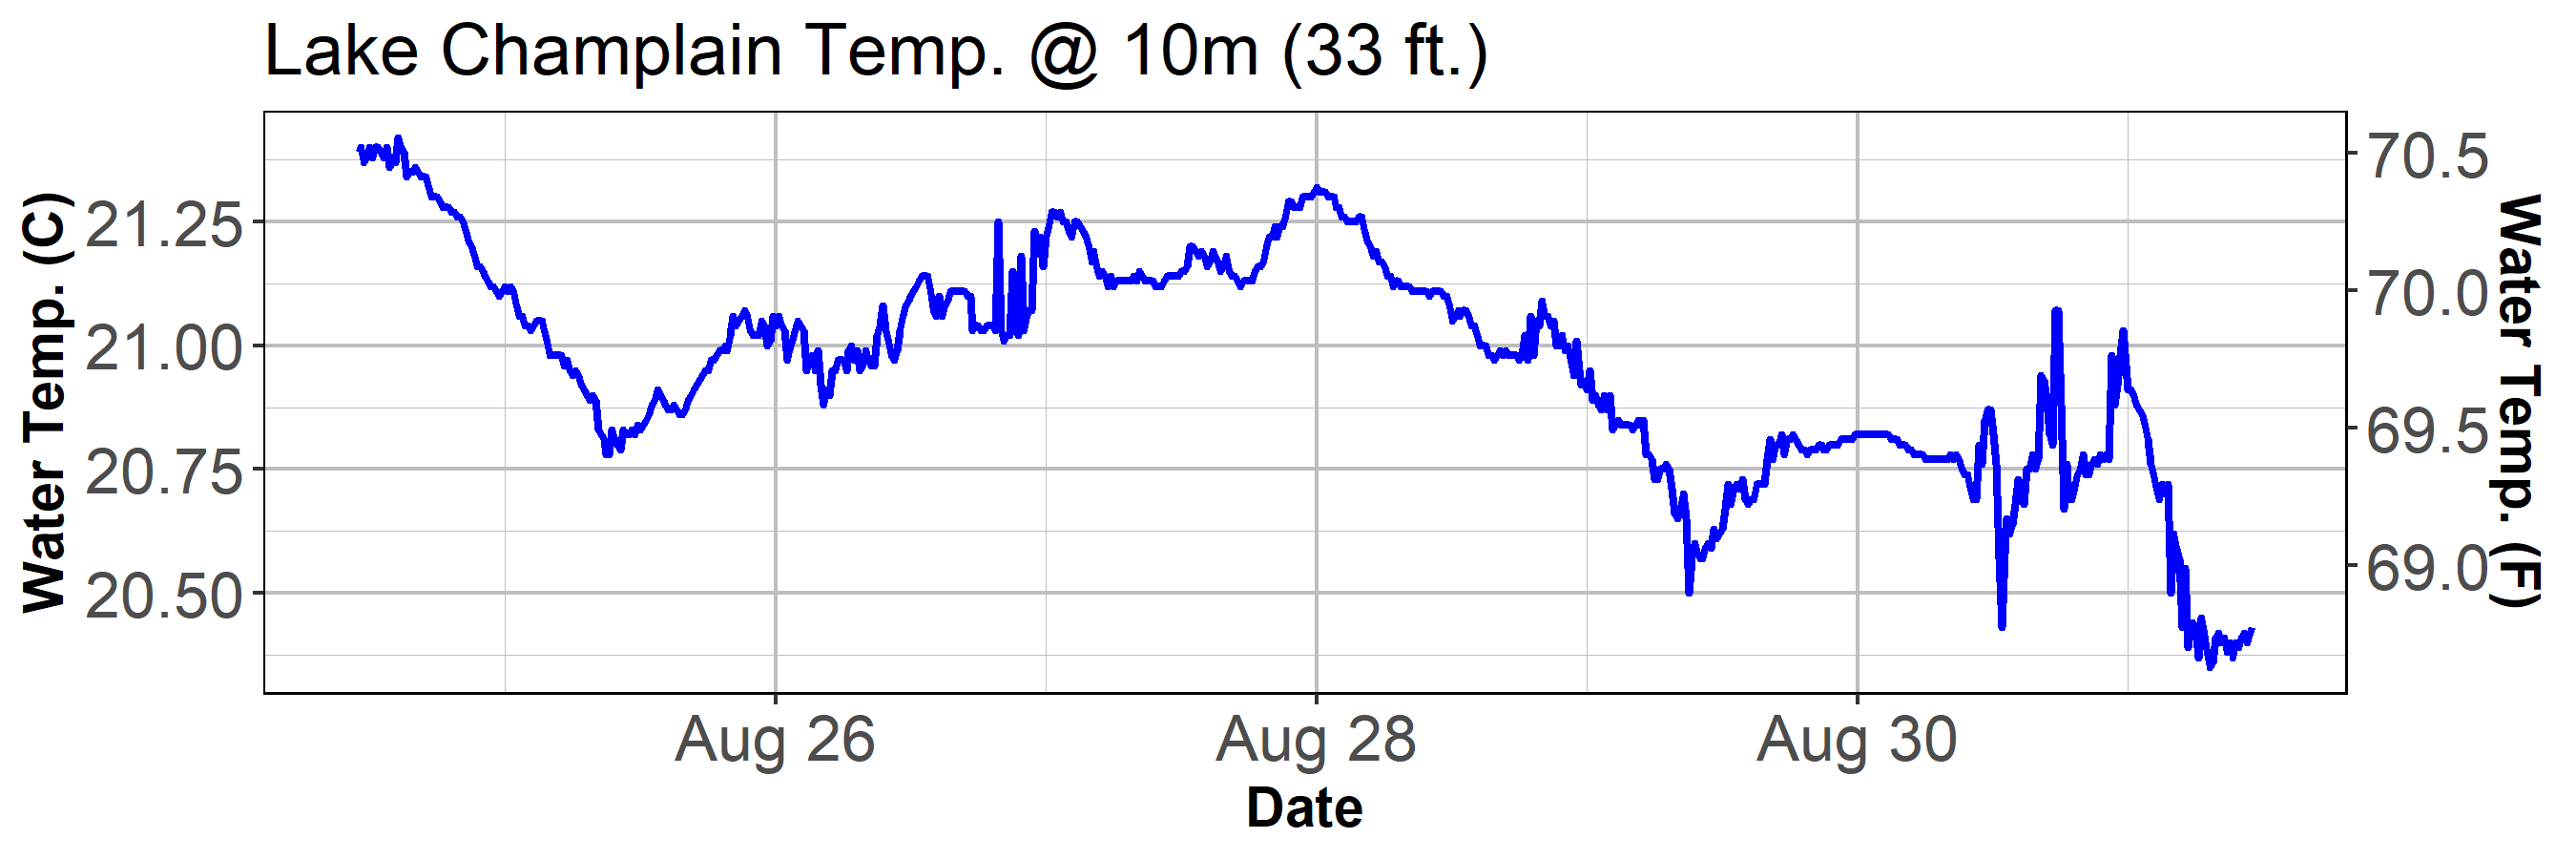 Lake Champlain Temp. @ 10m (33 ft.)
Water Temp. (C)
21.25
21.00
20.75
20.50
70.5
70.0
69.5
69.0
Water Temp. (F)
Aug 26
Aug 28
Aug 30
Date